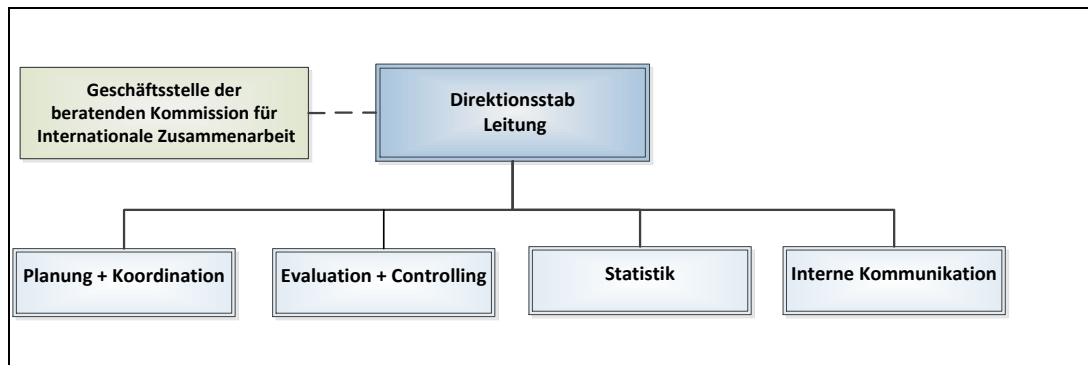 Geschäftsstelle der
beratenden Kommission für
Internationale Zusammenarbeit
Direktionsstab
Leitung
Planung + Koordination
Evaluation + Controlling
Statistik
Interne Kommunikation